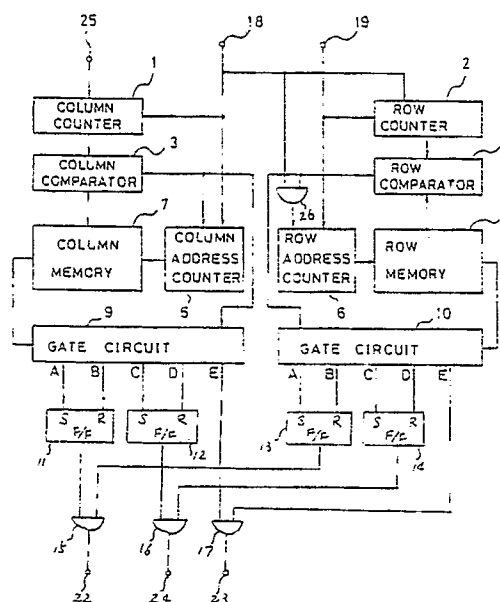 25
18
19
1
2
COLUMN
COUNTER
ROW
COUNTER
3
COLUMN
COMPARATOR
ROW
COMPARATOR
26
7
COLUMN
MEMORY
COLUMN
ADDRESS
COUNTER
ROW
ADDRESS
COUNTER
ROW
MEMORY
9
5
6
10
GATE CIRCUIT
GATE CIRCUIT
A B C D E
A B C D E
S R
F/F
S R
F/F
S R
F/F
S R
F/F
11
12
13
14
15
16
17
22
24
23